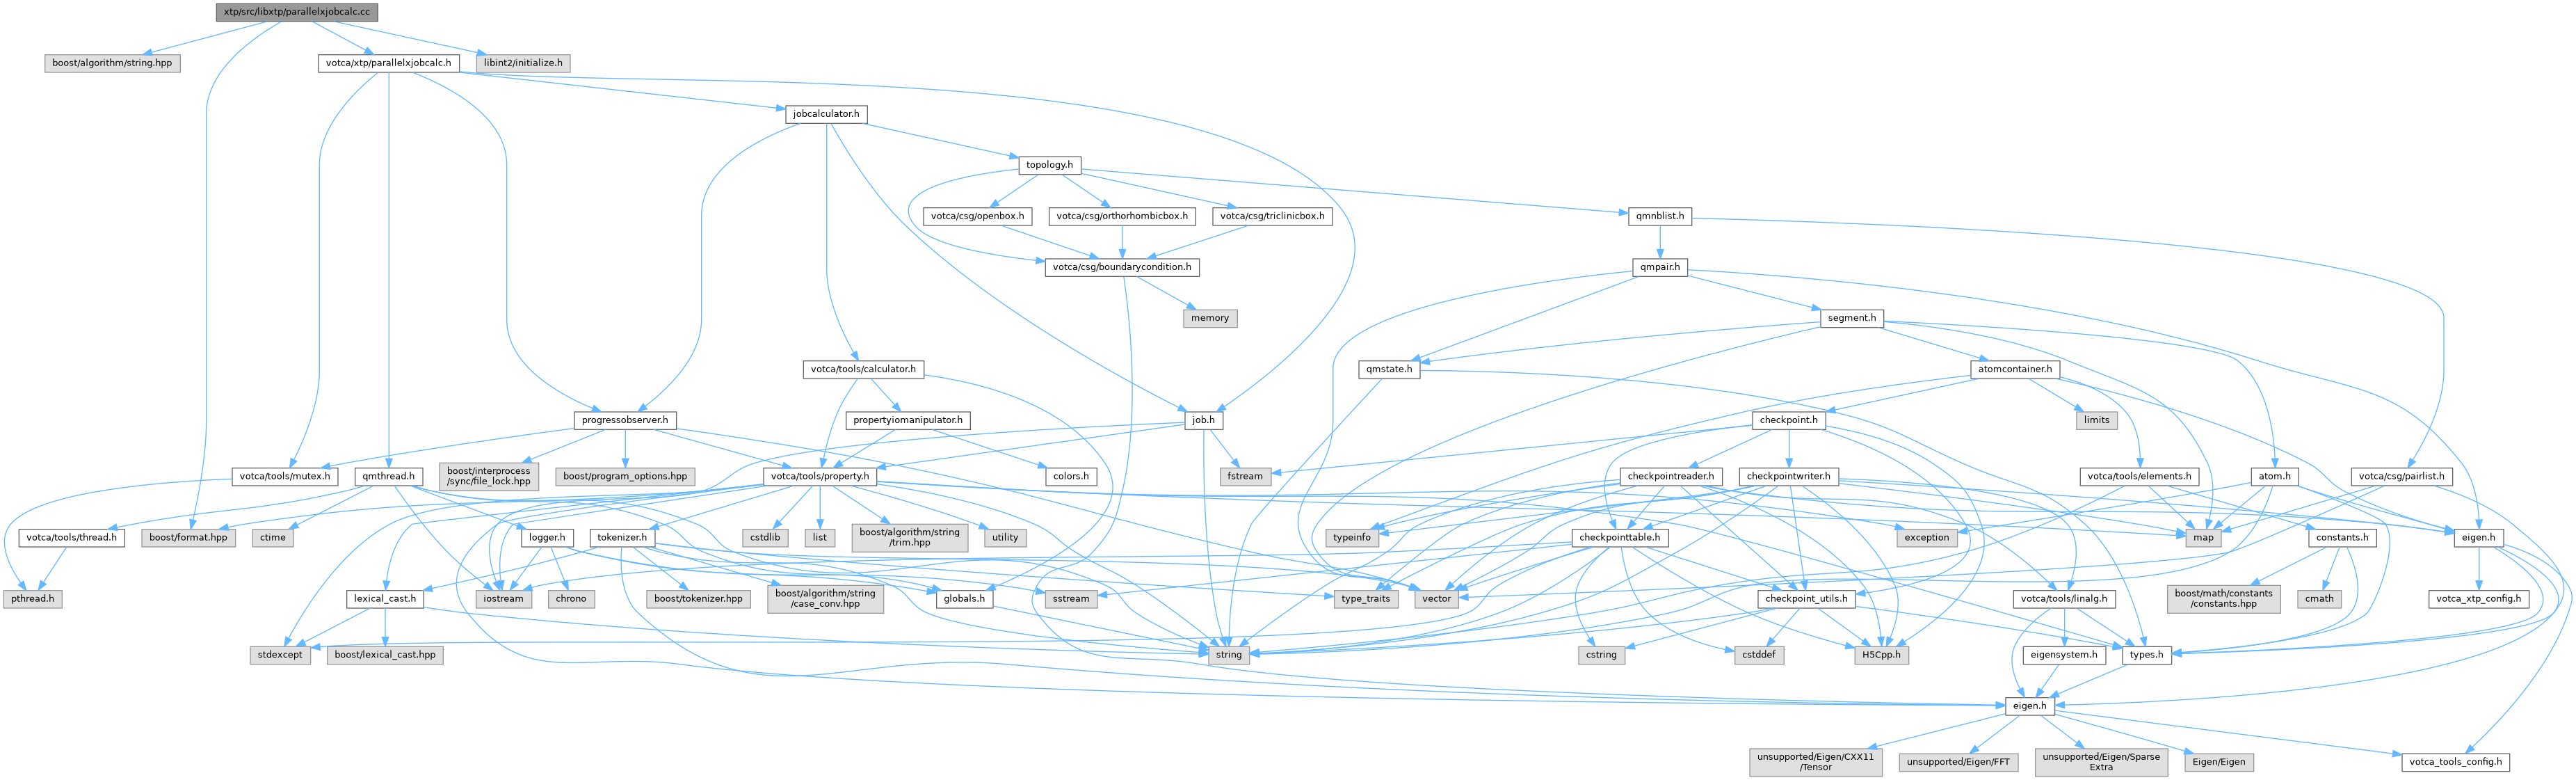 xtp/src/libxtp/parallelxjobcalc.cc
boost/algorithm/string.hpp
votca/xtp/parallelxjobcalc.h
libint2/initialize.h
jobcalculator.h
topology.h
votca/csg/openbox.h
votca/csg/orthorhombicbox.h
votca/csg/triclinicbox.h
qmnblist.h
votca/csg/boundarycondition.h
qmpair.h
memory
segment.h
votca/tools/calculator.h
qmstate.h
atomcontainer.h
progressobserver.h
propertyiomanipulator.h
job.h
checkpoint.h
limits
votca/tools/mutex.h
qmthread.h
boost/interprocess
/sync/file_lock.hpp
boost/program_options.hpp
votca/tools/property.h
colors.h
fstream
checkpointreader.h
checkpointwriter.h
votca/tools/elements.h
atom.h
votca/csg/pairlist.h
votca/tools/thread.h
boost/format.hpp
ctime
logger.h
tokenizer.h
cstdlib
list
boost/algorithm/string
/trim.hpp
utility
typeinfo
checkpointtable.h
exception
map
constants.h
eigen.h
pthread.h
lexical_cast.h
iostream
chrono
boost/tokenizer.hpp
boost/algorithm/string
/case_conv.hpp
globals.h
sstream
type_traits
vector
checkpoint_utils.h
votca/tools/linalg.h
boost/math/constants
/constants.hpp
cmath
votca_xtp_config.h
stdexcept
boost/lexical_cast.hpp
string
cstring
cstddef
H5Cpp.h
eigensystem.h
types.h
eigen.h
unsupported/Eigen/CXX11
/Tensor
unsupported/Eigen/FFT
unsupported/Eigen/Sparse
Extra
Eigen/Eigen
votca_tools_config.h